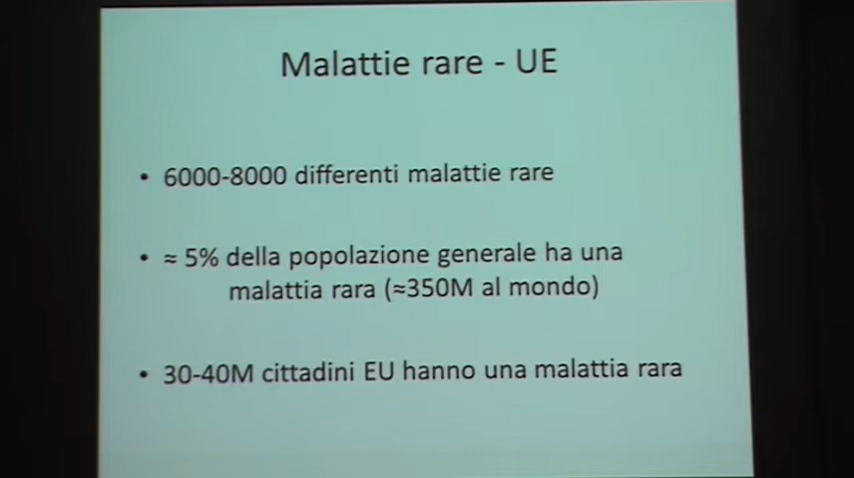 Malattie rare - UE
• 6000-8000 differenti malattie rare
• ≈ 5% della popolazione generale ha una
malattia rara (≈350M al mondo)
• 30-40M cittadini EU hanno una malattia rara